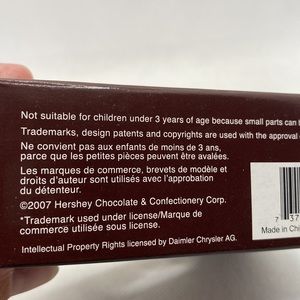 Not suitable for children under 3 years of age because small parts can b
Trademarks, design patents and copyrights are used with the approval
Ne convient pas aux enfants de moins de 3 ans,
parce que les petites pièces peuvent être avalées.
Les marques de commerce, brevets de modèle et
droits d'auteur sont utilisés avec l'approbation
du détenteur.
©2007 Hershey Chocolate & Confectionery Corp.
*Trademark used under license/Marque de
commerce utilisée sous license.
Intellectual Property Rights licensed by Daimler Chrysler AG.
7 37
Made in Chi